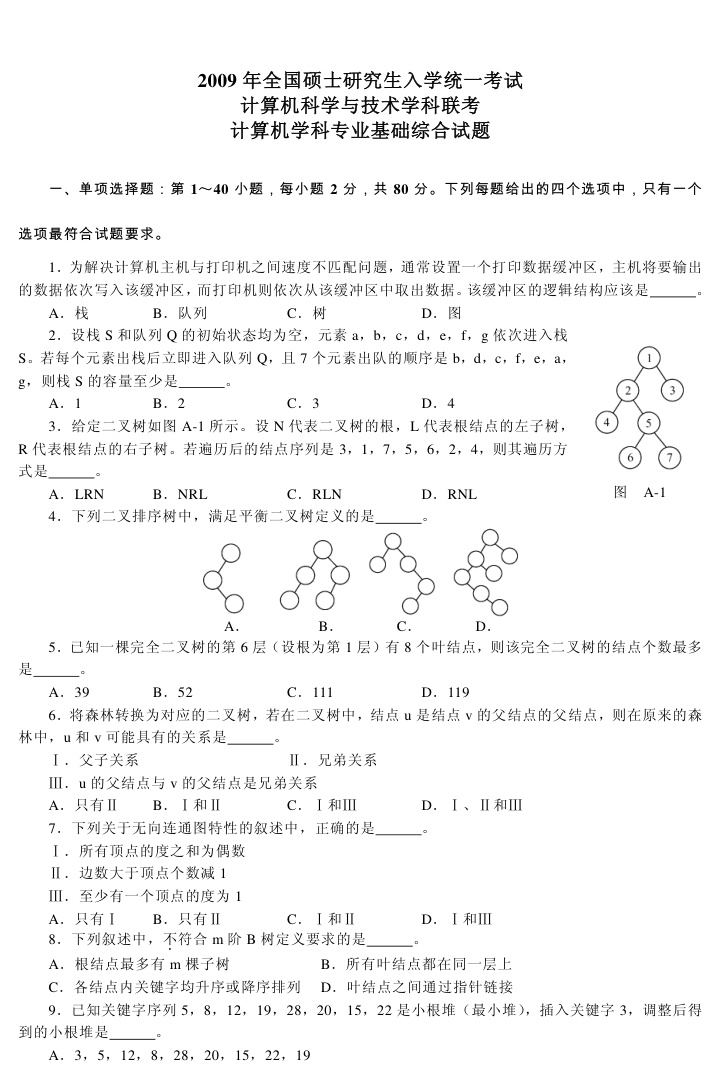 2009 年全国硕士研究生入学统一考试
计算机科学与技术学科联考
计算机学科专业基础综合试题
一、单项选择题：第 1～40 小题，每小题 2 分，共 80 分。下列每题给出的四个选项中，只有一个
选项最符合试题要求。
1．为解决计算机主机与打印机之间速度不匹配问题，通常设置一个打印数据缓冲区，主机将要输出
的数据依次写入该缓冲区，而打印机则依次从该缓冲区中取出数据。该缓冲区的逻辑结构应该是______。
A．栈 B．队列 C．树 D．图
2．设栈 S 和队列 Q 的初始状态均为空，元素 a，b，c，d，e，f，g 依次进入栈
S。若每个元素出栈后立即进入队列 Q，且 7 个元素出队的顺序是 b，d，c，f，e，a，
g，则栈 S 的容量至少是______。
A．1 B．2 C．3 D．4
3．给定二叉树如图 A-1 所示。设 N 代表二叉树的根，L 代表根结点的左子树，
R 代表根结点的右子树。若遍历后的结点序列是 3，1，7，5，6，2，4，则其遍历方
式是______。
A．LRN B．NRL C．RLN D．RNL
1
2 3
4 5
6 7
图 A-1
4．下列二叉排序树中，满足平衡二叉树定义的是______。
A． B． C． D．
5．已知一棵完全二叉树的第 6 层（设根为第 1 层）有 8 个叶结点，则该完全二叉树的结点个数最多
是______。
A．39 B．52 C．111 D．119
6．将森林转换为对应的二叉树，若在二叉树中，结点 u 是结点 v 的父结点的父结点，则在原来的森
林中，u 和 v 可能具有的关系是______。
Ⅰ．父子关系 Ⅱ．兄弟关系
Ⅲ．u 的父结点与 v 的父结点是兄弟关系
A．只有Ⅱ B．Ⅰ和Ⅱ C．Ⅰ和Ⅲ D．Ⅰ、Ⅱ和Ⅲ
7．下列关于无向连通图特性的叙述中，正确的是______。
Ⅰ．所有顶点的度之和为偶数
Ⅱ．边数大于顶点个数减 1
Ⅲ．至少有一个顶点的度为 1
A．只有Ⅰ B．只有Ⅱ C．Ⅰ和Ⅱ D．Ⅰ和Ⅲ
8．下列叙述中，不符合 m 阶 B 树定义要求的是______。
A．根结点最多有 m 棵子树 B．所有叶结点都在同一层上
C．各结点内关键字均升序或降序排列 D．叶结点之间通过指针链接
9．已知关键字序列 5，8，12，19，28，20，15，22 是小根堆（最小堆），插入关键字 3，调整后得
到的小根堆是______。
A．3，5，12，8，28，20，15，22，19